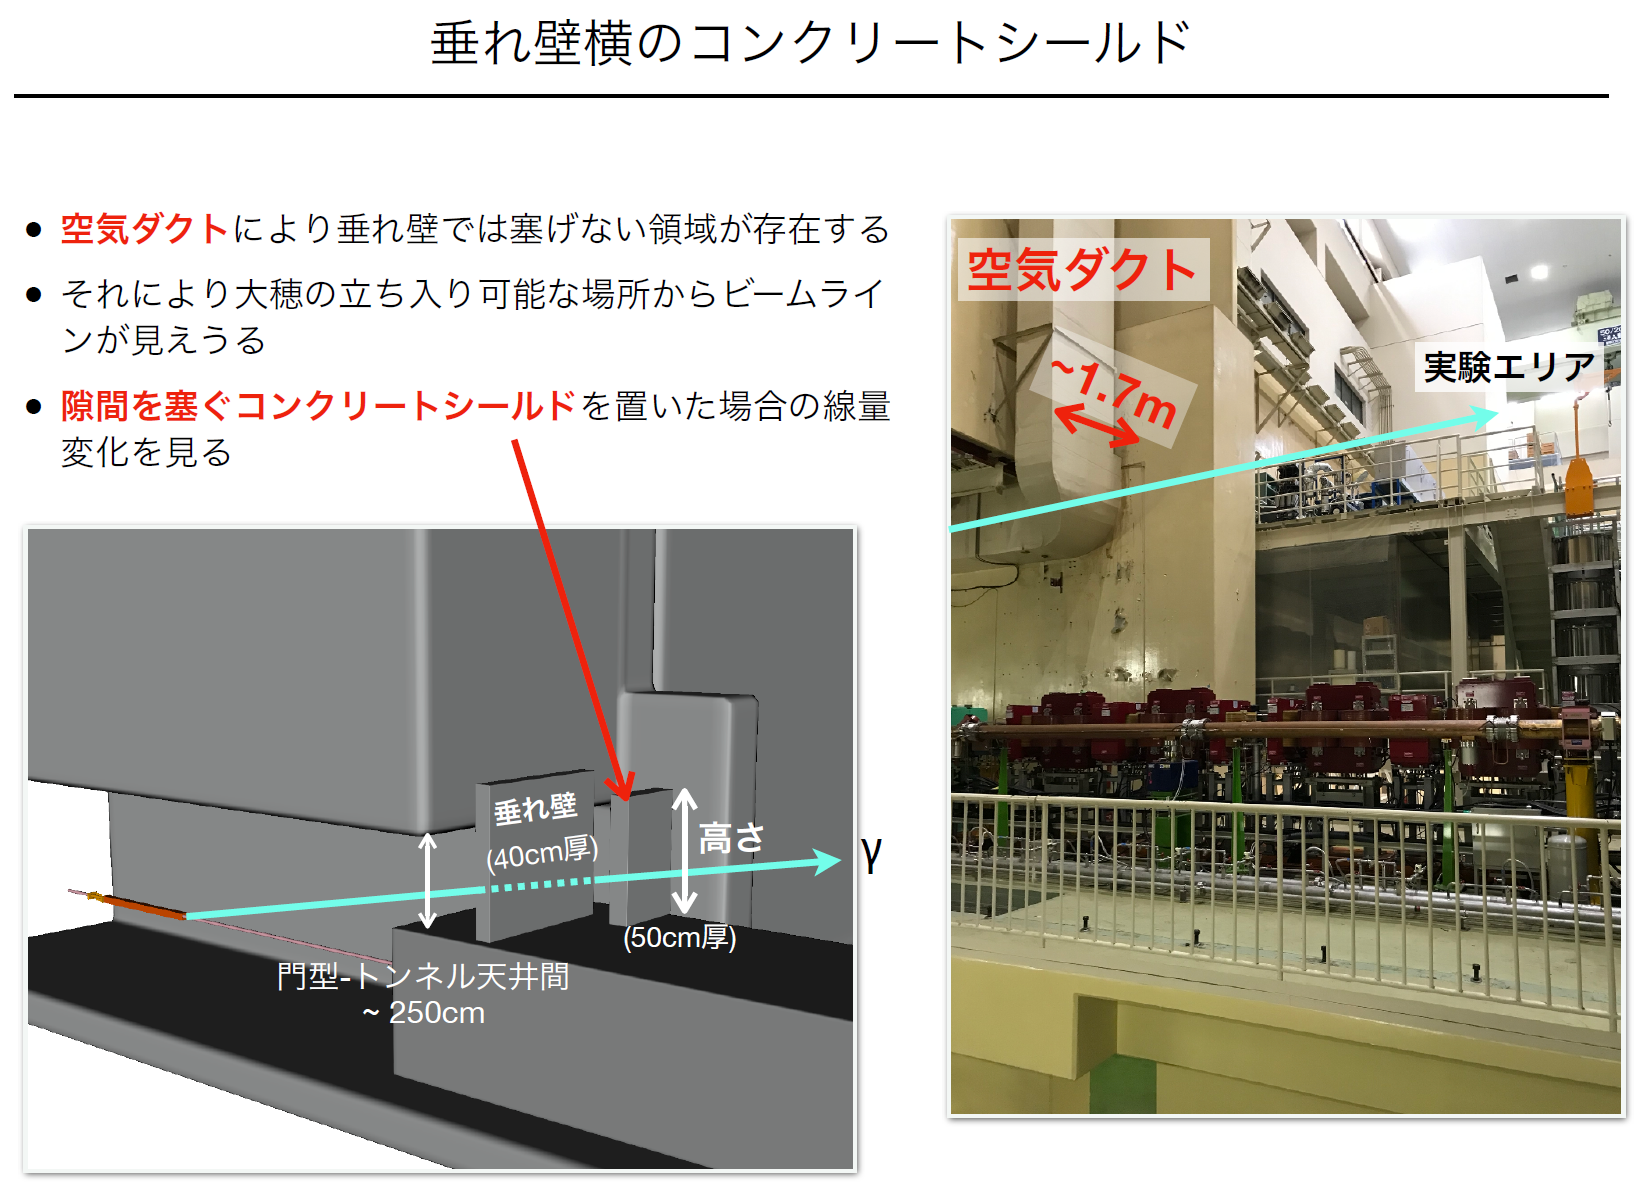 垂れ壁横のコンクリートシールド
● 空気ダクトにより垂れ壁では塞げない領域が存在する
● それにより大穂の立ち入り可能な場所からビームライ
ンが見えうる
● 隙間を塞ぐコンクリートシールドを置いた場合の線量
変化を見る
垂れ壁
(40cm厚)
高さ
γ
(50cm厚)
門型-トンネル天井間
~ 250cm
空気ダクト
~1.7m
実験エリア